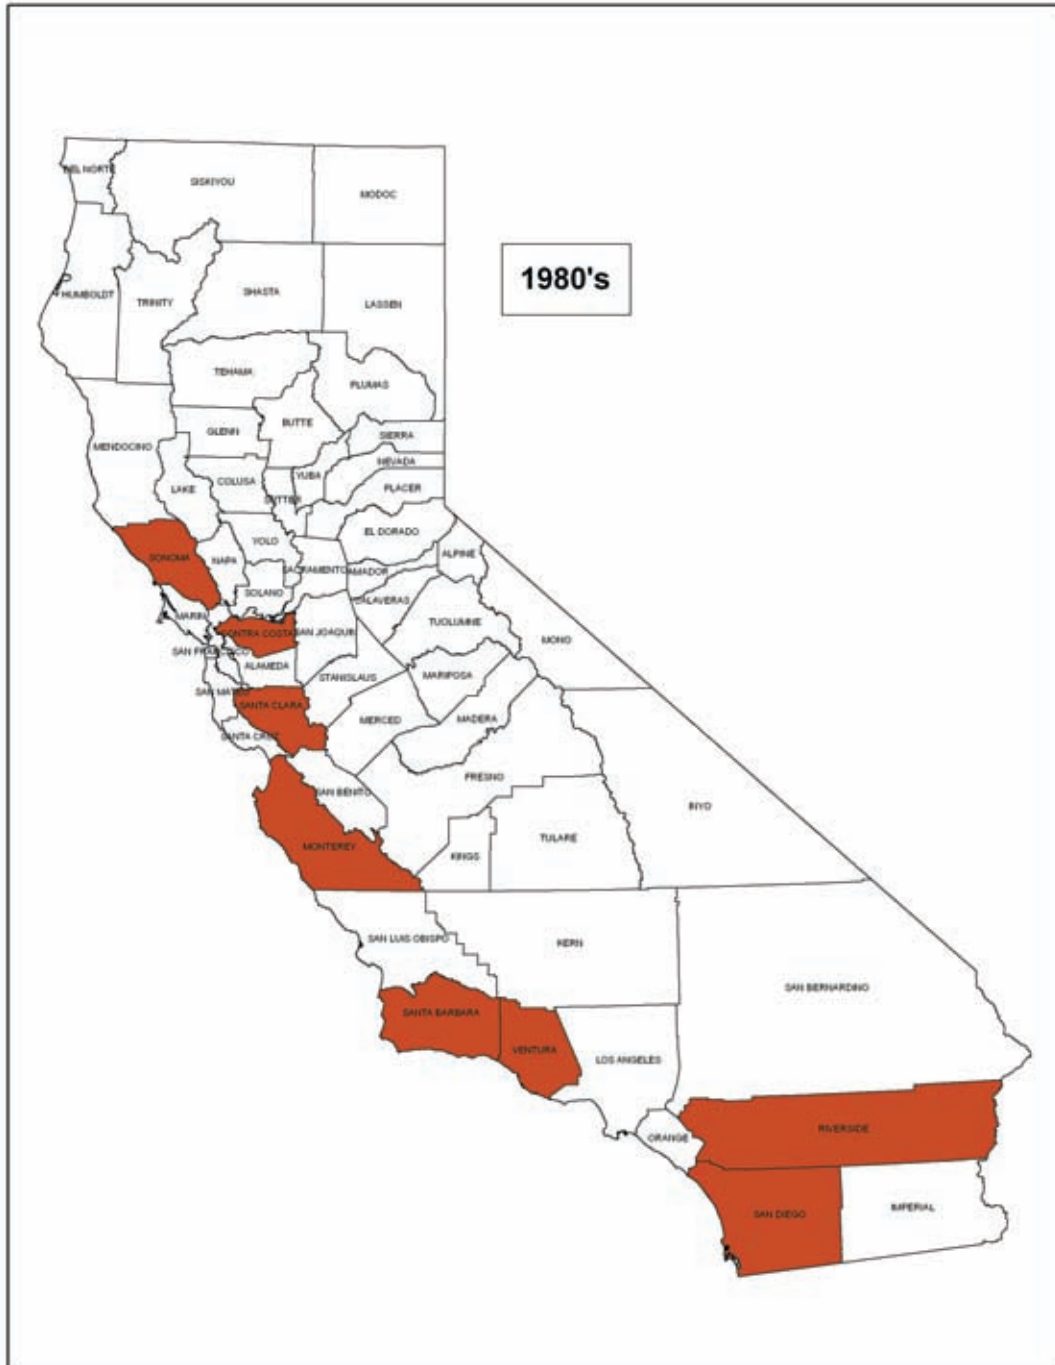 DEL NORTE
SISKIYOU
MODOC
1980's
HUMBOLDT
TRINITY
SHASTA
LASSEN
TEHAMA
PLUMAS
MENDOCINO
GLENN
BUTTE
SIERRA
LAKE
COLUSA
SUTTER
YUBA
NEVADA
PLACER
SONOMA
NAPA
YOLO
EL DORADO
SOLANO
SACRAMENTO
AMADOR
ALPINE
MARIN
CONTRA COSTA
SAN JOAQUIN
CALAVERAS
TUOLUMNE
MONO
SAN FRANCISCO
ALAMEDA
STANISLAUS
MARIPOSA
SAN MATEO
SANTA CLARA
MERCED
MADERA
SANTA CRUZ
SAN BENITO
FRESNO
INYO
MONTEREY
KINGS
TULARE
SAN LUIS OBISPO
KERN
SAN BERNARDINO
SANTA BARBARA
VENTURA
LOS ANGELES
ORANGE
RIVERSIDE
SAN DIEGO
IMPERIAL